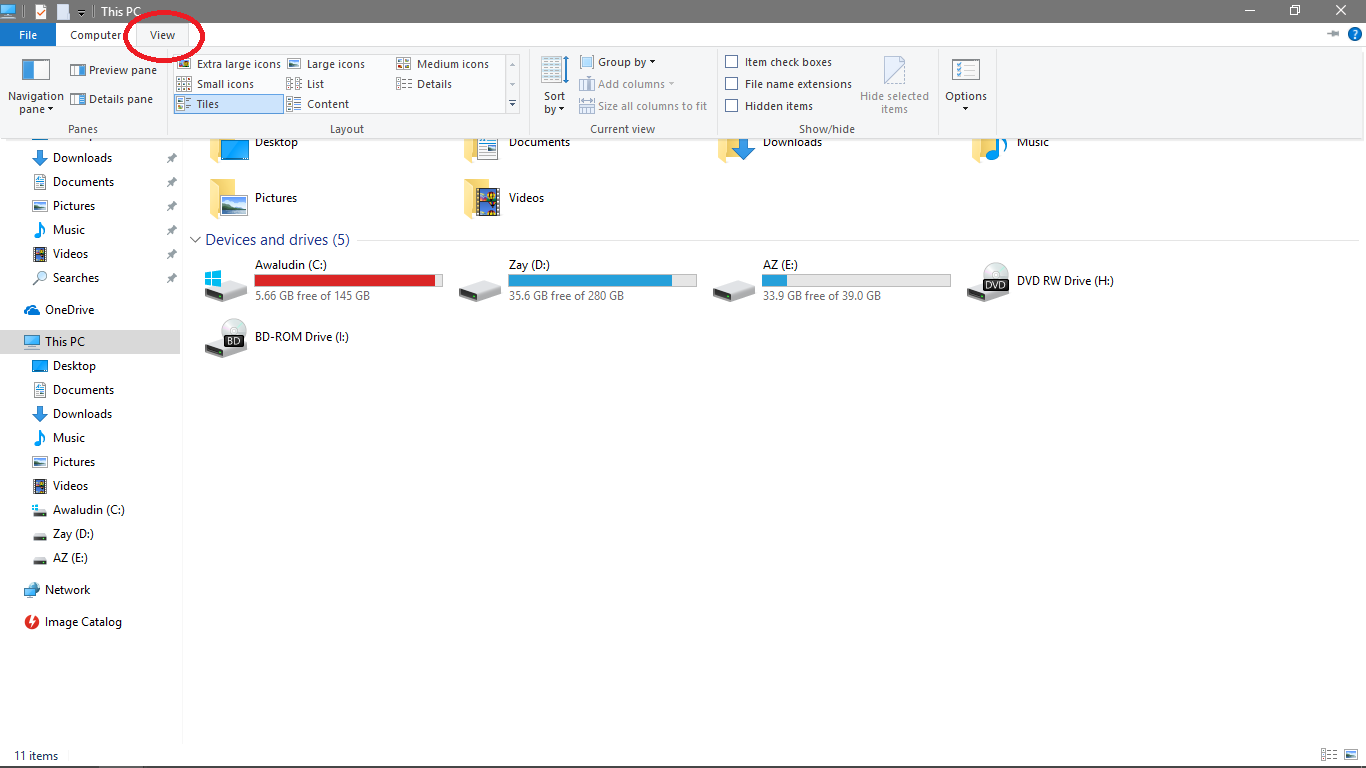 This PC
File Computer View
Navigation pane
Preview pane
Details pane
Panes
Extra large icons Large icons Medium icons
Small icons List Details
Tiles Content
Layout
Sort by
Group by
Add columns
Size all columns to fit
Current view
Item check boxes
File name extensions
Hidden items
Hide selected items
Show/hide
Options
Downloads
Documents
Pictures
Music
Videos
Searches
OneDrive
This PC
Desktop
Documents
Downloads
Music
Pictures
Videos
Awaludin (C:)
Zay (D:)
AZ (E:)
Network
Image Catalog
Desktop Documents Downloads Music
Pictures Videos
Devices and drives (5)
Awaludin (C:)
5.66 GB free of 145 GB
Zay (D:)
35.6 GB free of 280 GB
AZ (E:)
33.9 GB free of 39.0 GB
DVD
DVD RW Drive (H:)
BD
BD-ROM Drive (I:)
11 items